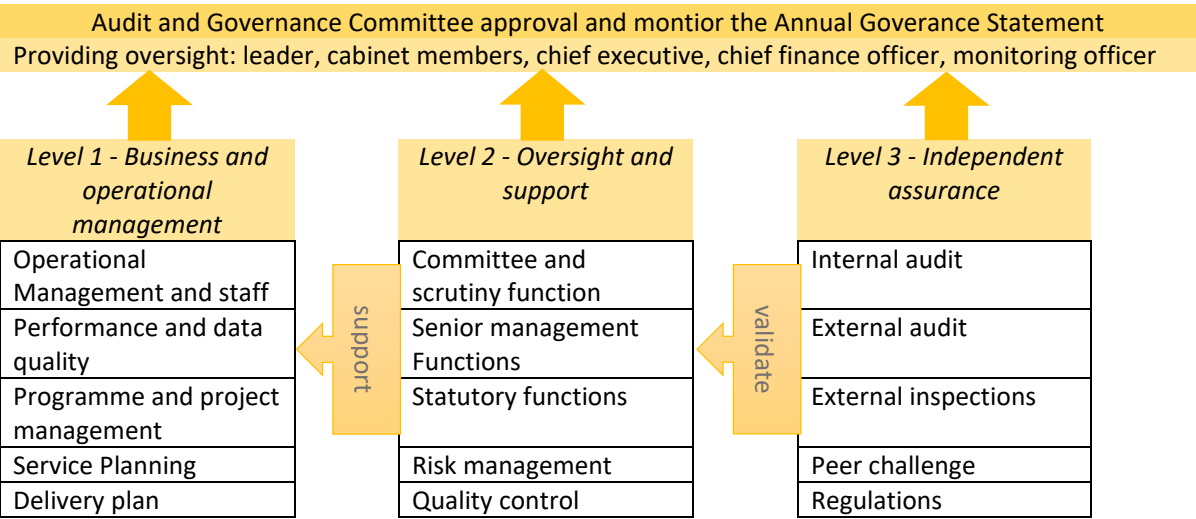 Audit and Governance Committee approval and montior the Annual Goverance Statement
Providing oversight: leader, cabinet members, chief executive, chief finance officer, monitoring officer
Level 1 - Business and
operational
management
Operational
Management and staff
Performance and data
quality
Programme and project
management
Service Planning
Delivery plan
support
Level 2 - Oversight and
support
Committee and
scrutiny function
Senior management
Functions
Statutory functions
Risk management
Quality control
validate
Level 3 - Independent
assurance
Internal audit
External audit
External inspections
Peer challenge
Regulations